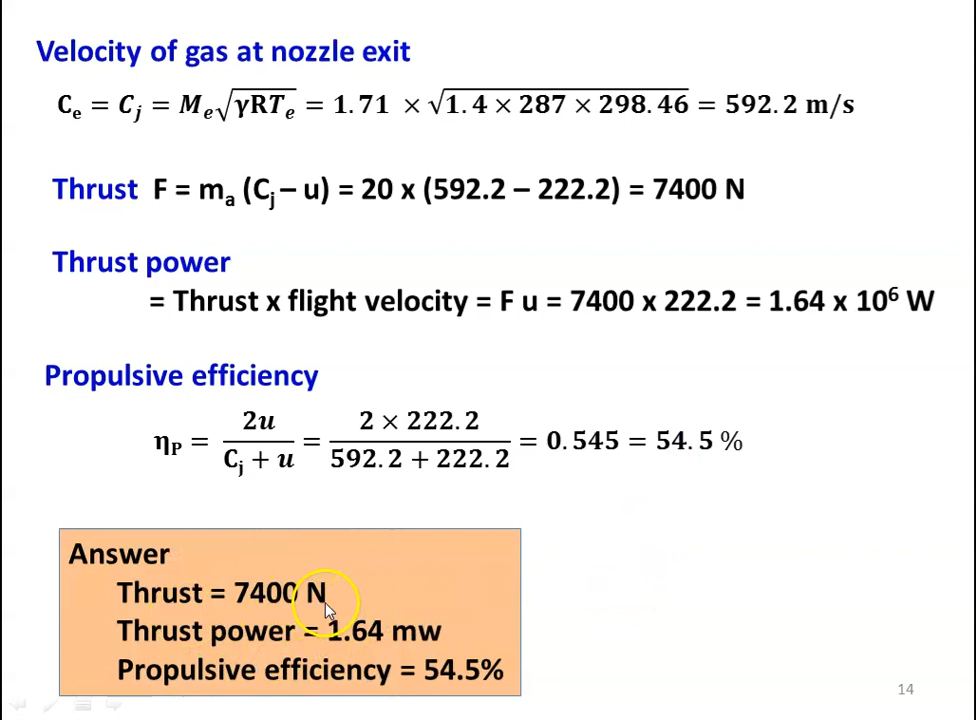 Velocity of gas at nozzle exit
Cₑ = Cⱼ = Mₑ√(γRTₑ) = 1.71 × √(1.4 × 287 × 298.46) = 592.2 m/s
Thrust F = mₐ (Cⱼ – u) = 20 x (592.2 – 222.2) = 7400 N
Thrust power
= Thrust x flight velocity = F u = 7400 x 222.2 = 1.64 x 10⁶ W
Propulsive efficiency
η_P = 2u / (Cⱼ + u) = (2 × 222.2) / (592.2 + 222.2) = 0.545 = 54.5 %
Answer
Thrust = 7400 N
Thrust power = 1.64 mw
Propulsive efficiency = 54.5%
14